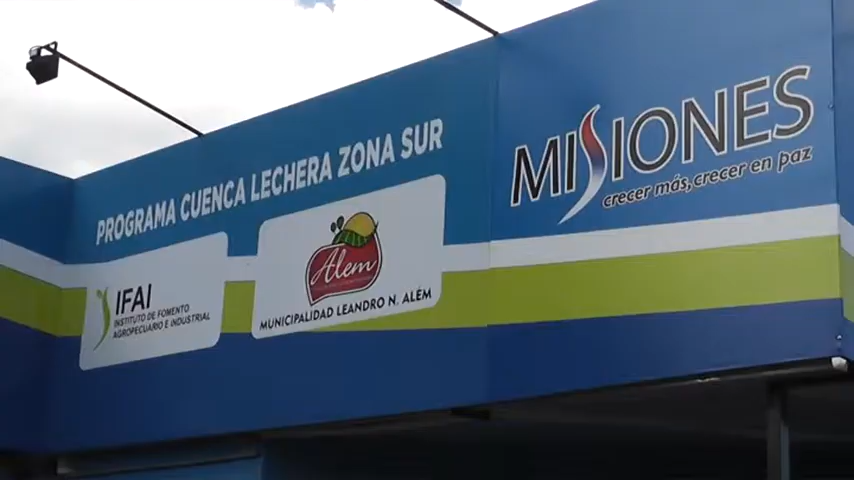 PROGRAMA CUENCA LECHERA ZONA SUR
IFAI
INSTITUTO DE FOMENTO
AGROPECUARIO E INDUSTRIAL
Alem
MUNICIPALIDAD LEANDRO N. ALÉM
MISIONES
crecer más, crecer en paz